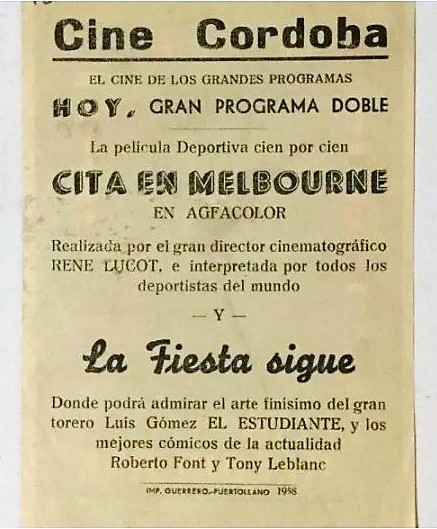 Cine Cordoba
EL CINE DE LOS GRANDES PROGRAMAS
HOY, GRAN PROGRAMA DOBLE
La película Deportiva cien por cien
CITA EN MELBOURNE
EN AGFACOLOR
Realizada por el gran director cinematográfico
RENE LUCOT, e interpretada por todos los
deportistas del mundo
— Y —
La Fiesta sigue
Donde podrá admirar el arte finísimo del gran
torero Luis Gómez EL ESTUDIANTE, y los
mejores cómicos de la actualidad
Roberto Font y Tony Leblanc
IMP. GUERRERO.-PUERTOLLANO 1958